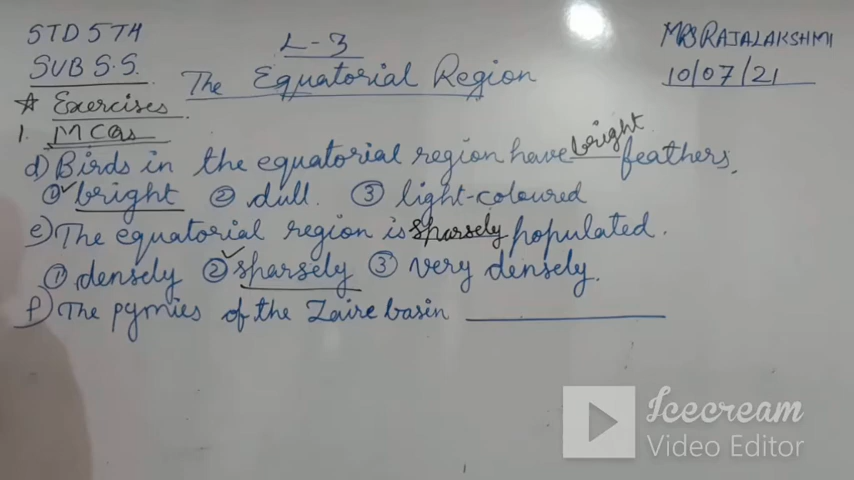 STD 5TH
SUB S.S.
L-3
The Equatorial Region
MRS RAJALAKSHMI
10/07/21
* Exercises
1. MCQs
d) Birds in the equatorial region have bright feathers.
① ✓ bright ② dull. ③ light-coloured
e) The equatorial region is sparsely populated.
① densely ② ✓ sparsely ③ very densely.
f) The pymies of the Zaire basin ____________
Icecream
Video Editor